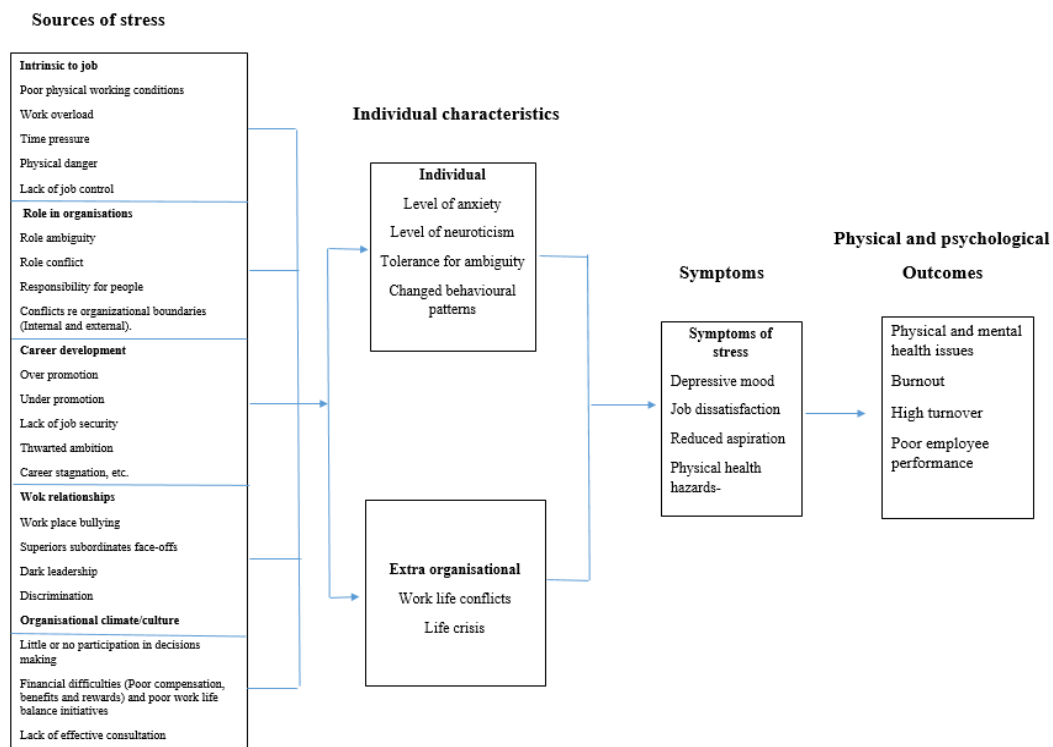 Sources of stress
Intrinsic to job
Poor physical working conditions
Work overload
Time pressure
Physical danger
Lack of job control
Role in organisations
Role ambiguity
Role conflict
Responsibility for people
Conflicts re organizational boundaries
(Internal and external).
Career development
Over promotion
Under promotion
Lack of job security
Thwarted ambition
Career stagnation, etc.
Wok relationships
Work place bullying
Superiors subordinates face-offs
Dark leadership
Discrimination
Organisational climate/culture
Little or no participation in decisions
making
Financial difficulties (Poor compensation,
benefits and rewards) and poor work life
balance initiatives
Lack of effective consultation
Individual characteristics
Individual
Level of anxiety
Level of neuroticism
Tolerance for ambiguity
Changed behavioural
patterns
Extra organisational
Work life conflicts
Life crisis
Symptoms
Symptoms of
stress
Depressive mood
Job dissatisfaction
Reduced aspiration
Physical health
hazards-
Physical and psychological
Outcomes
Physical and mental
health issues
Burnout
High turnover
Poor employee
performance